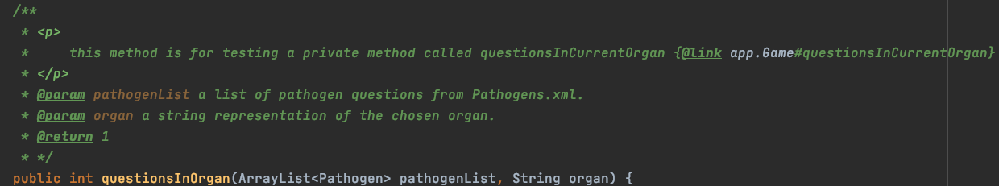 /**
* <p>
* this method is for testing a private method called questionsInCurrentOrgan {@link app.Game#questionsInCurrentOrgan}
* </p>
* @param pathogenList a list of pathogen questions from Pathogens.xml.
* @param organ a string representation of the chosen organ.
* @return 1
* */
public int questionsInOrgan(ArrayList<Pathogen> pathogenList, String organ) {